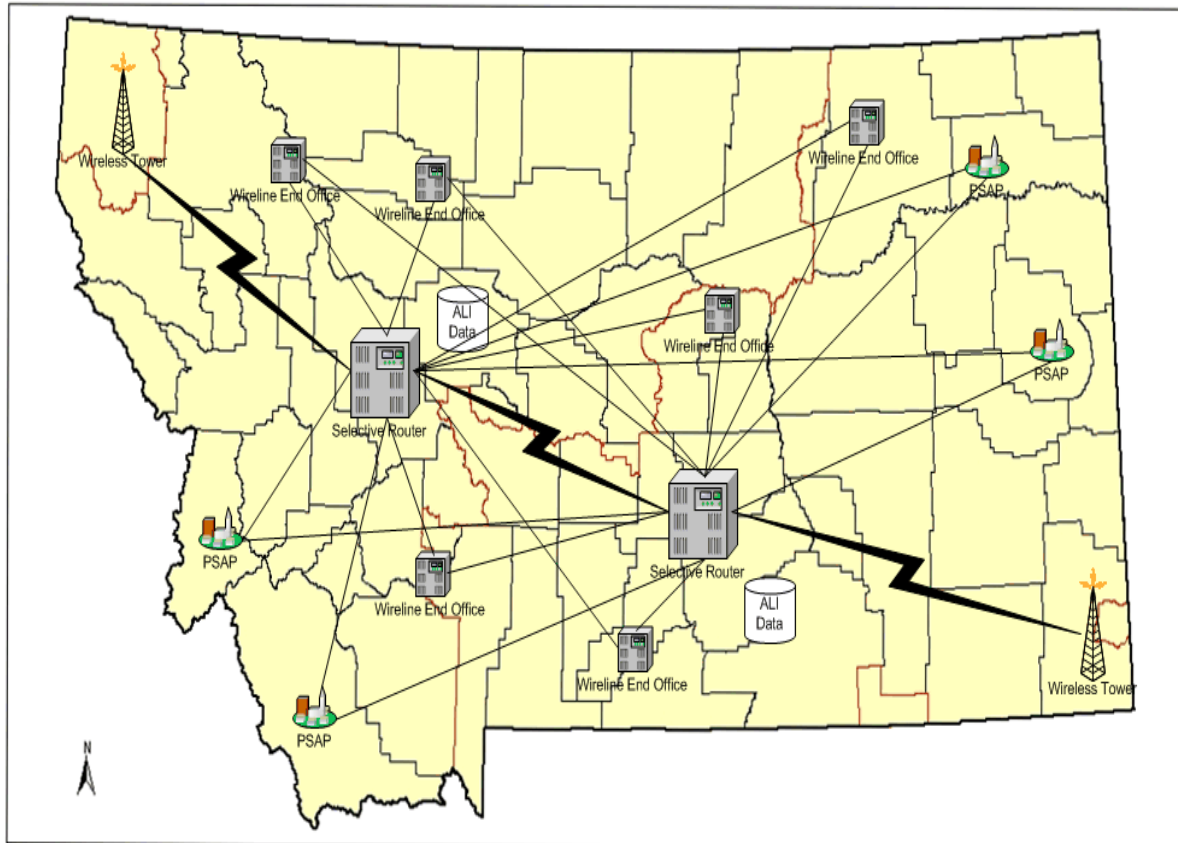 Wireless Tower
Wireline End Office
Wireline End Office
Wireline End Office
PSAP
ALI
Data
Wireline End Office
PSAP
Selective Router
PSAP
Selective Router
Wireline End Office
ALI
Data
Wireline End Office
Wireless Tower
PSAP
N